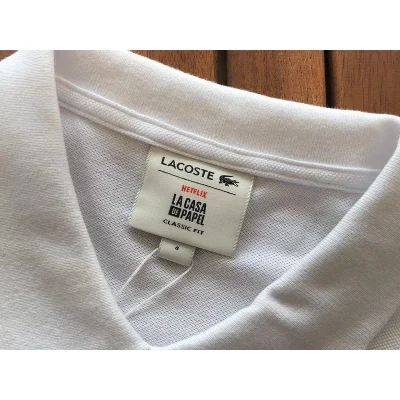 LACOSTE
NETFLIX
LA CASA
DE PAPEL
CLASSIC FIT
4